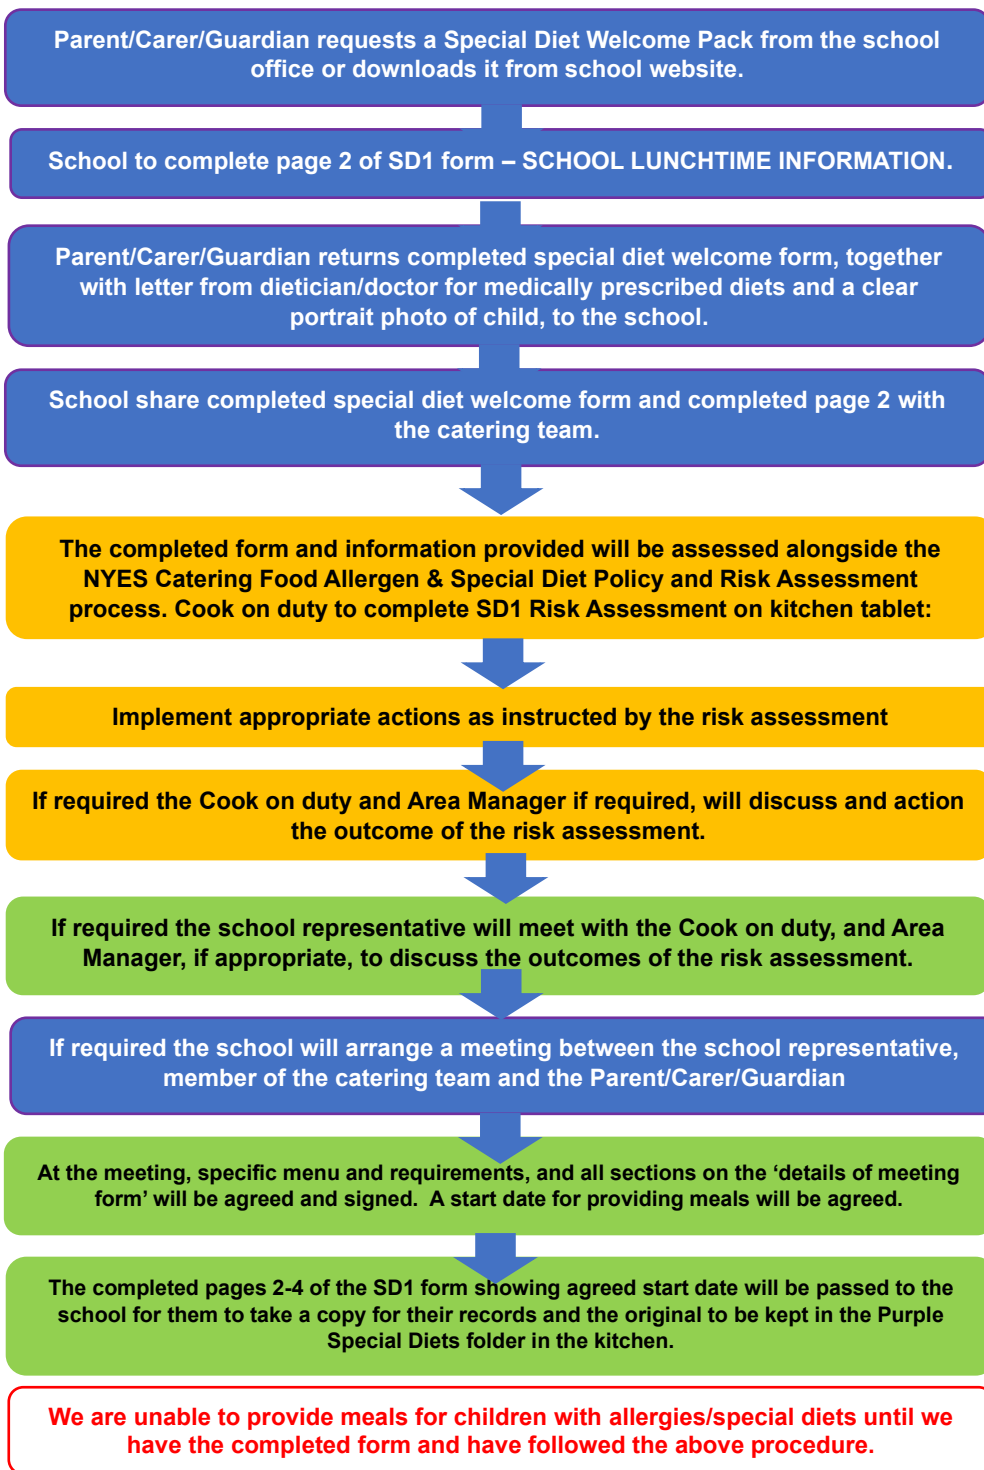 Parent/Carer/Guardian requests a Special Diet Welcome Pack from the school
office or downloads it from school website.
School to complete page 2 of SD1 form – SCHOOL LUNCHTIME INFORMATION.
Parent/Carer/Guardian returns completed special diet welcome form, together
with letter from dietician/doctor for medically prescribed diets and a clear
portrait photo of child, to the school.
School share completed special diet welcome form and completed page 2 with
the catering team.
The completed form and information provided will be assessed alongside the
NYES Catering Food Allergen & Special Diet Policy and Risk Assessment
process. Cook on duty to complete SD1 Risk Assessment on kitchen tablet:
Implement appropriate actions as instructed by the risk assessment
If required the Cook on duty and Area Manager if required, will discuss and action
the outcome of the risk assessment.
If required the school representative will meet with the Cook on duty, and Area
Manager, if appropriate, to discuss the outcomes of the risk assessment.
If required the school will arrange a meeting between the school representative,
member of the catering team and the Parent/Carer/Guardian
At the meeting, specific menu and requirements, and all sections on the ‘details of meeting
form’ will be agreed and signed.  A start date for providing meals will be agreed.
The completed pages 2-4 of the SD1 form showing agreed start date will be passed to the
school for them to take a copy for their records and the original to be kept in the Purple
Special Diets folder in the kitchen.
We are unable to provide meals for children with allergies/special diets until we
have the completed form and have followed the above procedure.